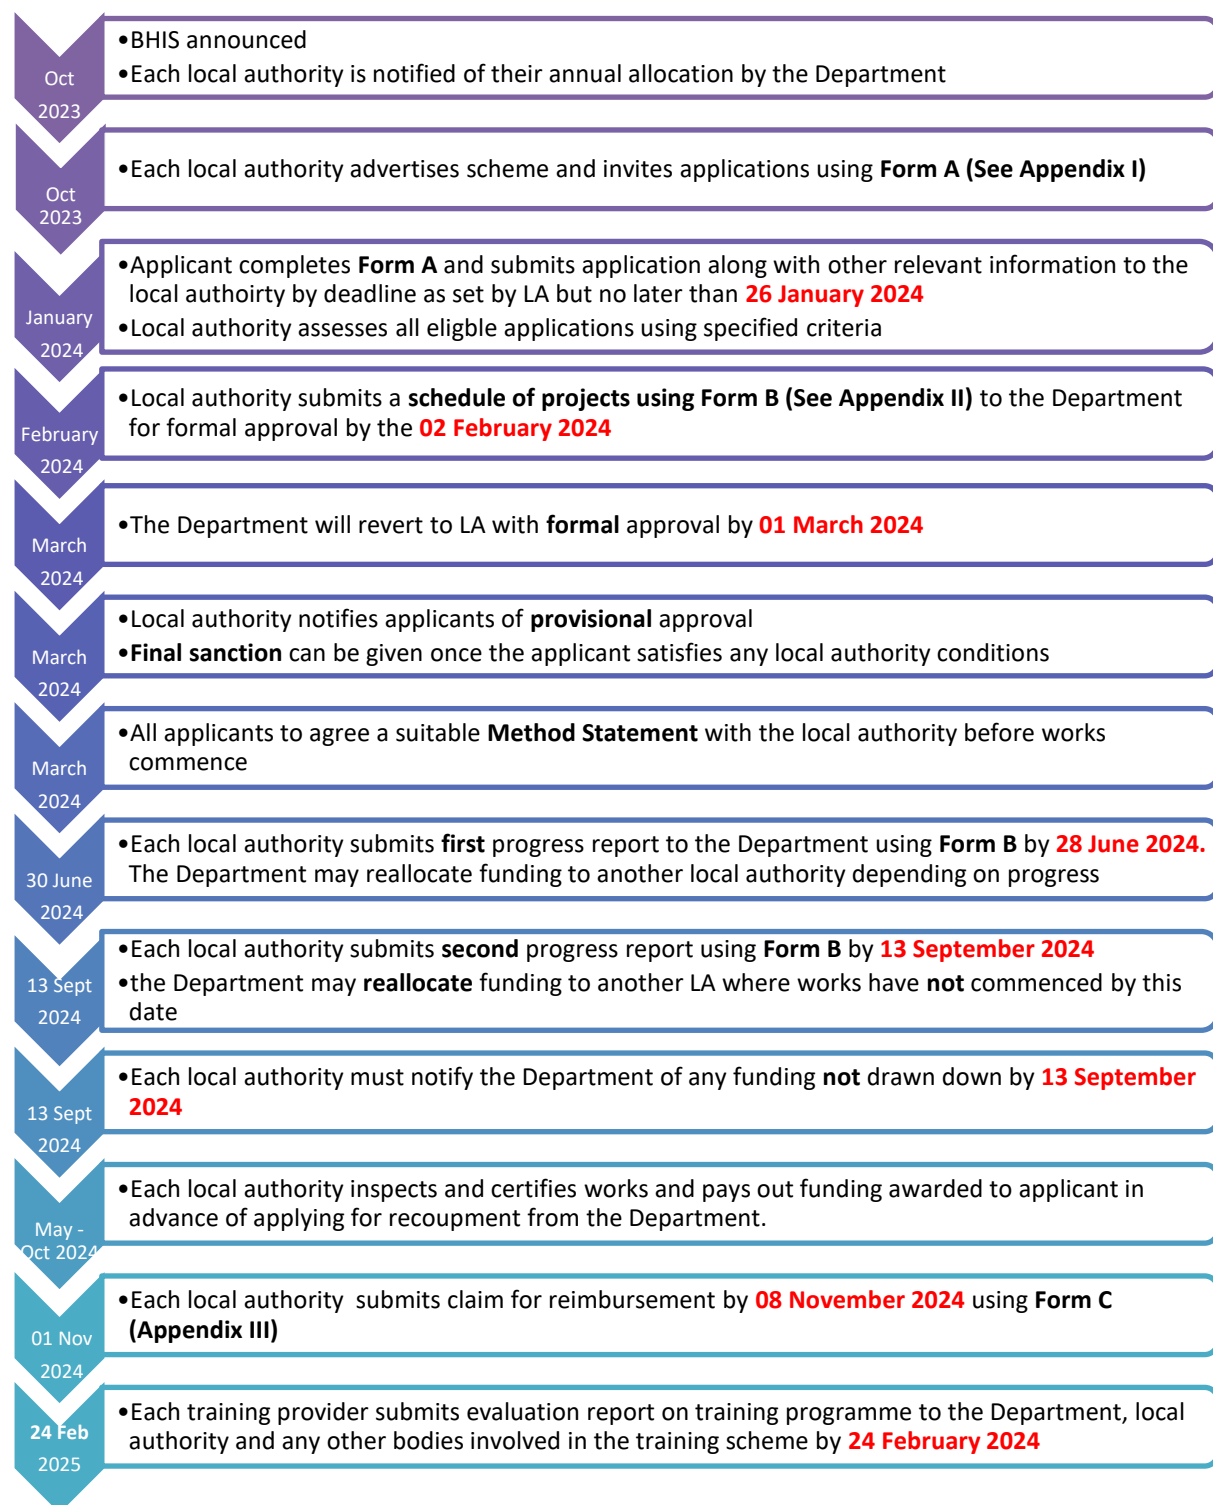 Oct
2023
•BHIS announced
•Each local authority is notified of their annual allocation by the Department
Oct
2023
•Each local authority advertises scheme and invites applications using Form A (See Appendix I)
January
2024
•Applicant completes Form A and submits application along with other relevant information to the
local authoirty by deadline as set by LA but no later than 26 January 2024
•Local authority assesses all eligble applications using specified criteria
February
2024
•Local authority submits a schedule of projects using Form B (See Appendix II) to the Department
for formal approval by the 02 February 2024
March
2024
•The Department will revert to LA with formal approval by 01 March 2024
March
2024
•Local authority notifies applicants of provisional approval
•Final sanction can be given once the applicant satisfies any local authority conditions
March
2024
•All applicants to agree a suitable Method Statement with the local authority before works
commence
30 June
2024
•Each local authority submits first progress report to the Department using Form B by 28 June 2024.
The Department may reallocate funding to another local authority depending on progress
13 Sept
2024
•Each local authority submits second progress report using Form B by 13 September 2024
•the Department may reallocate funding to another LA where works have not commenced by this
date
13 Sept
2024
•Each local authority must notify the Department of any funding not drawn down by 13 September
2024
May -
Oct 2024
•Each local authority inspects and certifies works and pays out funding awarded to applicant in
advance of applying for recoupment from the Department.
01 Nov
2024
•Each local authority  submits claim for reimbursement by 08 November 2024 using Form C
(Appendix III)
24 Feb
2025
•Each training provider submits evaluation report on training programme to the Department, local
authority and any other bodies involved in the training scheme by 24 February 2024